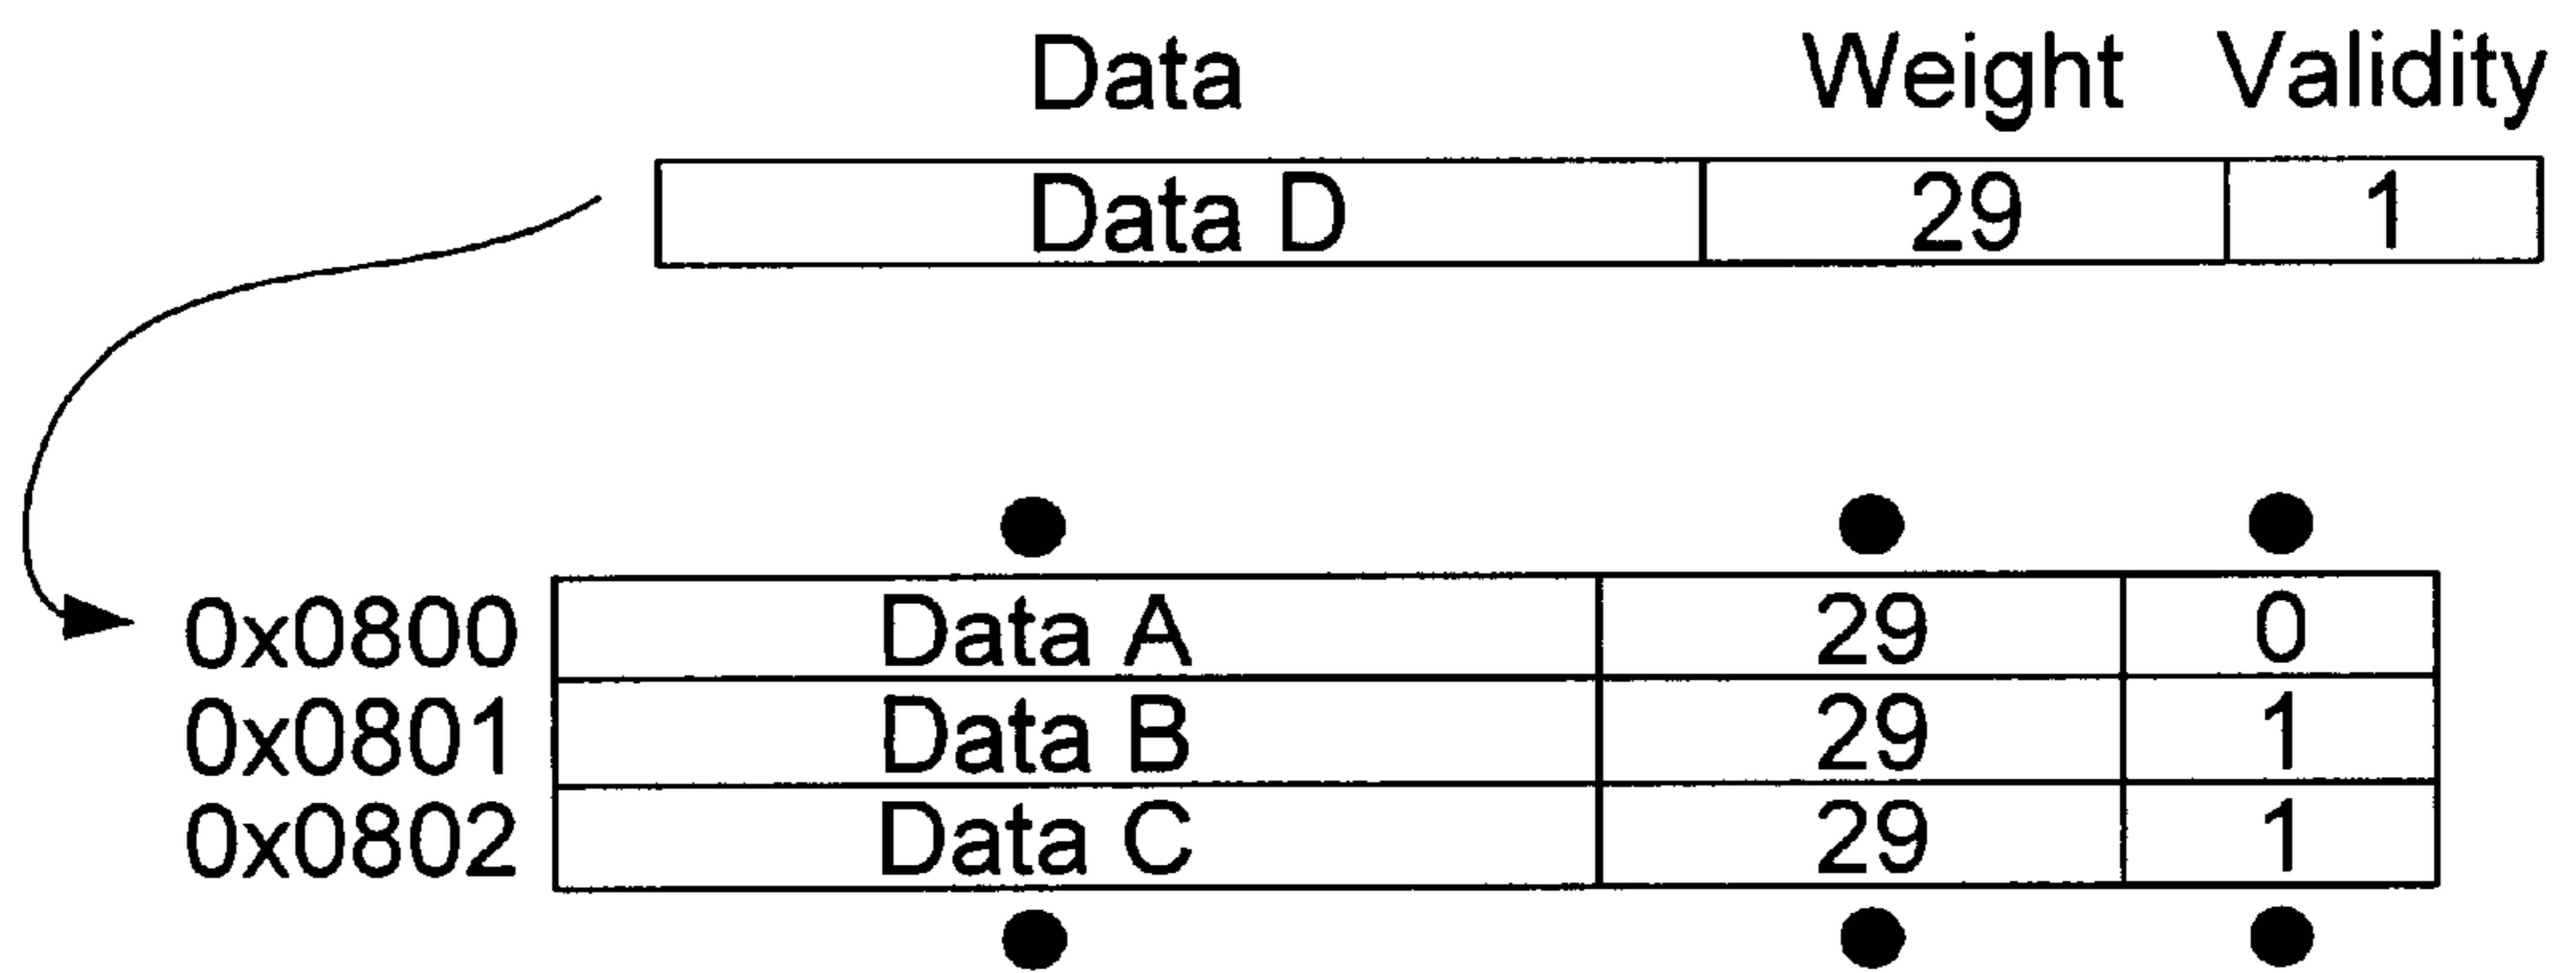 Data Weight Validity
Data D 29 1
0x0800 Data A 29 0
0x0801 Data B 29 1
0x0802 Data C 29 1